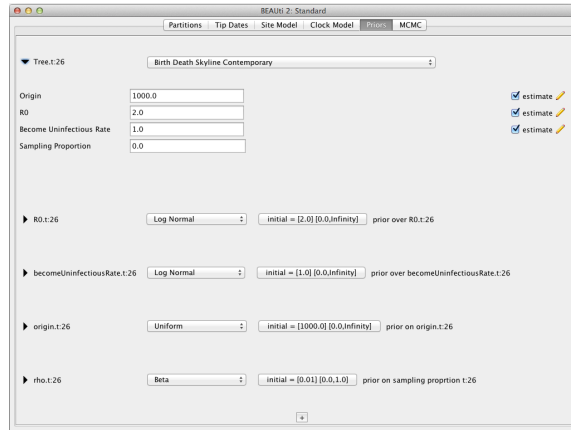 BEAUti 2: Standard
Partitions Tip Dates Site Model Clock Model Priors MCMC
Tree.t:26 Birth Death Skyline Contemporary
Origin 1000.0 estimate
R0 2.0 estimate
Become Uninfectious Rate 1.0 estimate
Sampling Proportion 0.0
R0.t:26 Log Normal initial = [2.0] [0.0,Infinity] prior over R0.t:26
becomeUninfectiousRate.t:26 Log Normal initial = [1.0] [0.0,Infinity] prior over becomeUninfectiousRate.t:26
origin.t:26 Uniform initial = [1000.0] [0.0,Infinity] prior on origin.t:26
rho.t:26 Beta initial = [0.01] [0.0,1.0] prior on sampling proprtion t:26
+